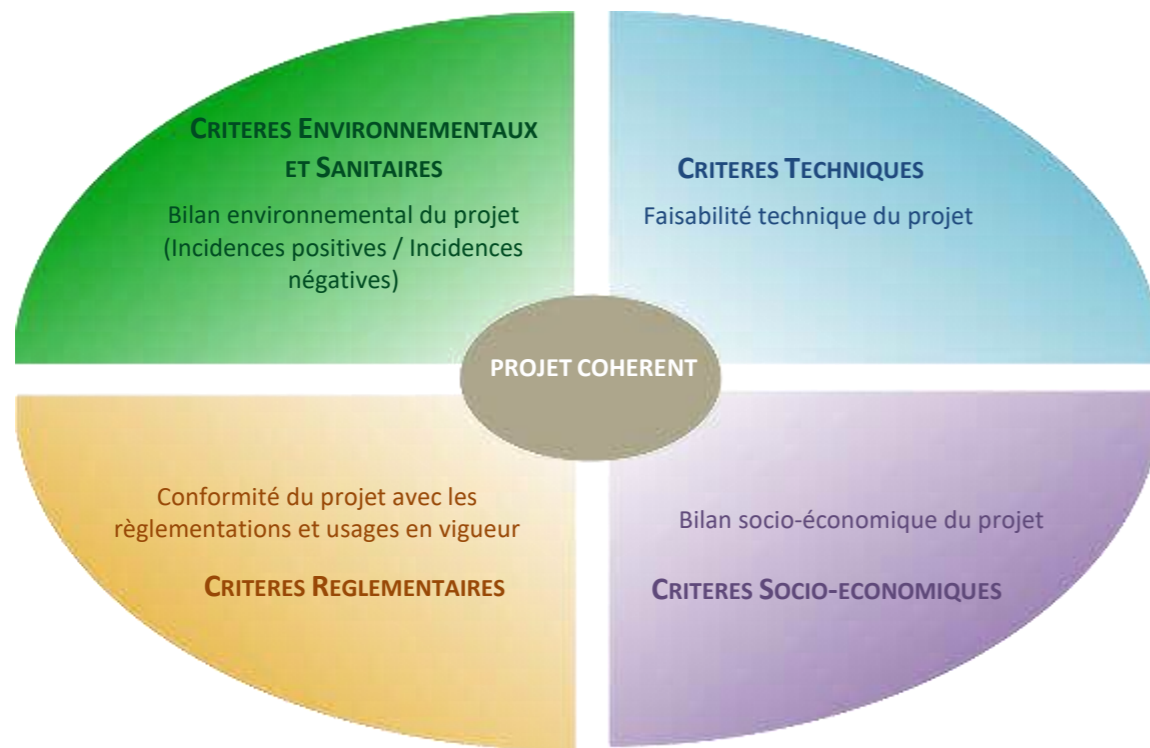 CRITERES ENVIRONNEMENTAUX
ET SANITAIRES
Bilan environnemental du projet
(Incidences positives / Incidences
négatives)
CRITERES TECHNIQUES
Faisabilité technique du projet
PROJET COHERENT
Conformité du projet avec les
règlementations et usages en vigueur
CRITERES REGLEMENTAIRES
Bilan socio-économique du projet
CRITERES SOCIO-ECONOMIQUES